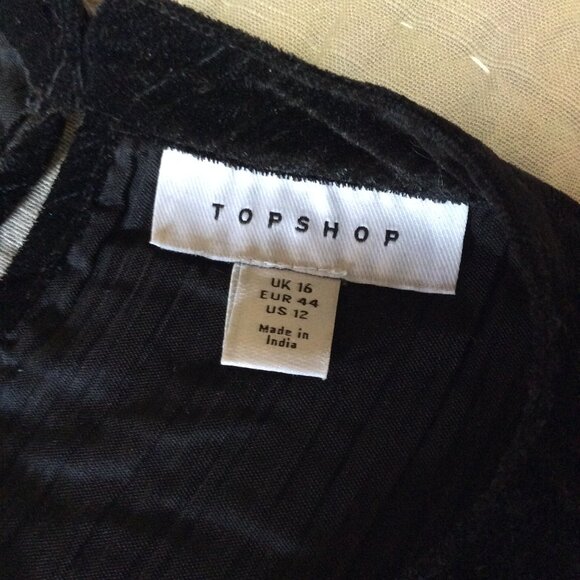 TOPSHOP
UK 16
EUR 44
US 12
Made in
India